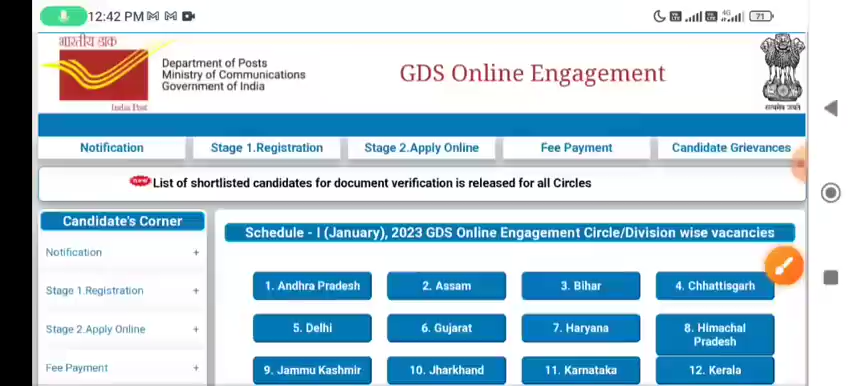 12:42 PM
4G
71
भारतीय डाक
India Post
Department of Posts
Ministry of Communications
Government of India
GDS Online Engagement
सत्यमेव जयते
Notification
Stage 1.Registration
Stage 2.Apply Online
Fee Payment
Candidate Grievances
new List of shortlisted candidates for document verification is released for all Circles
Candidate's Corner
Notification +
Stage 1.Registration +
Stage 2.Apply Online +
Fee Payment +
Schedule - I (January), 2023 GDS Online Engagement Circle/Division wise vacancies
1. Andhra Pradesh
2. Assam
3. Bihar
4. Chhattisgarh
5. Delhi
6. Gujarat
7. Haryana
8. Himachal
Pradesh
9. Jammu Kashmir
10. Jharkhand
11. Karnataka
12. Kerala